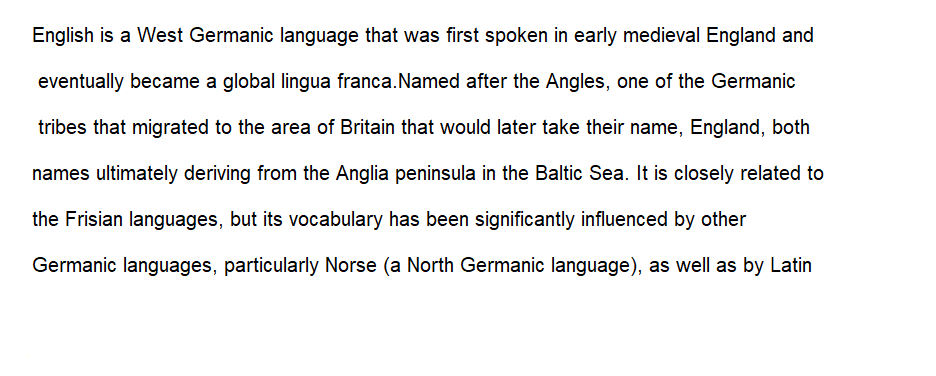 English is a West Germanic language that was first spoken in early medieval England and
eventually became a global lingua franca.Named after the Angles, one of the Germanic
tribes that migrated to the area of Britain that would later take their name, England, both
names ultimately deriving from the Anglia peninsula in the Baltic Sea. It is closely related to
the Frisian languages, but its vocabulary has been significantly influenced by other
Germanic languages, particularly Norse (a North Germanic language), as well as by Latin